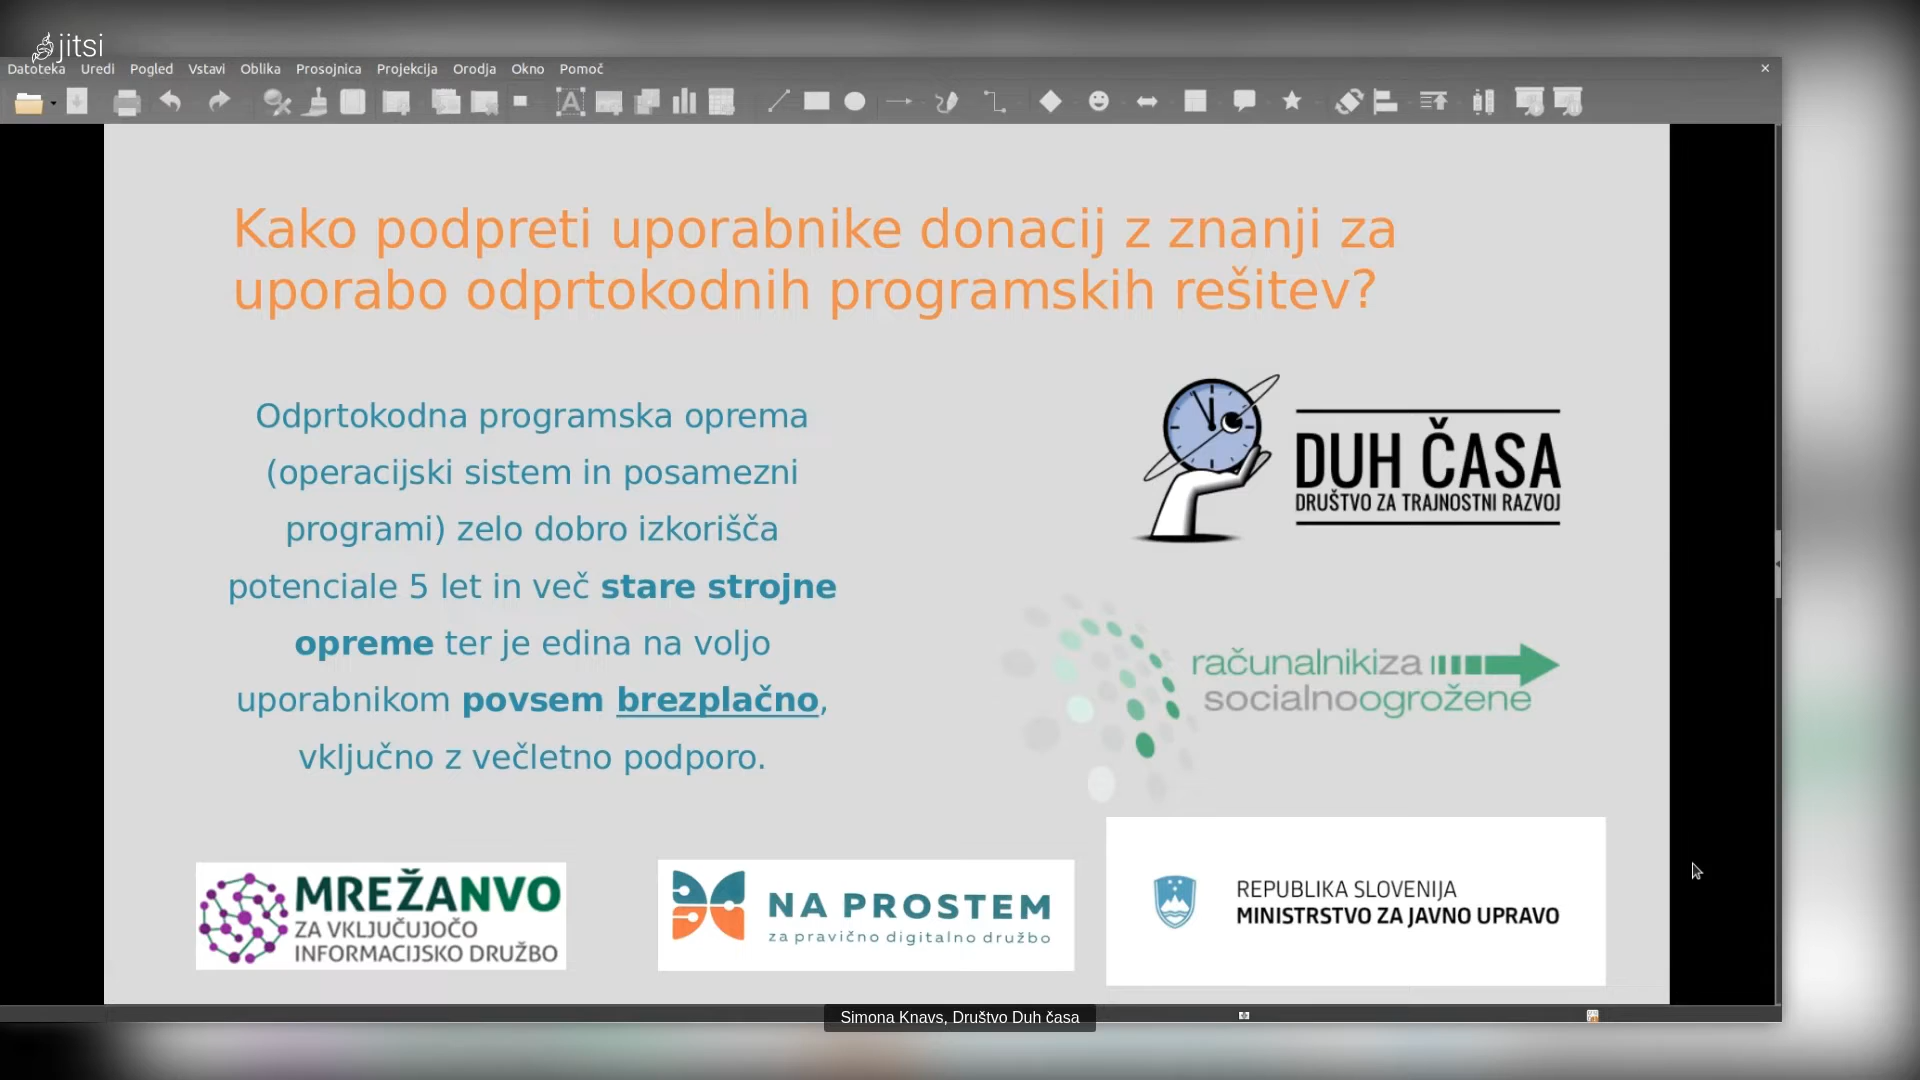 jitsi
Datoteka Uredi Pogled Vstavi Oblika Prosojnica Projekcija Orodja Okno Pomoč
Kako podpreti uporabnike donacij z znanji za
uporabo odprtokodnih programskih rešitev?
Odprtokodna programska oprema
(operacijski sistem in posamezni
programi) zelo dobro izkorišča
potenciale 5 let in več stare strojne
opreme ter je edina na voljo
uporabnikom povsem brezplačno,
vključno z večletno podporo.
DUH ČASA
DRUŠTVO ZA TRAJNOSTNI RAZVOJ
računalnikiza
socialnoogrožene
MREŽANVO
ZA VKLJUČUJOČO
INFORMACIJSKO DRUŽBO
NA PROSTEM
za pravično digitalno družbo
REPUBLIKA SLOVENIJA
MINISTRSTVO ZA JAVNO UPRAVO
Simona Knavs, Društvo Duh časa